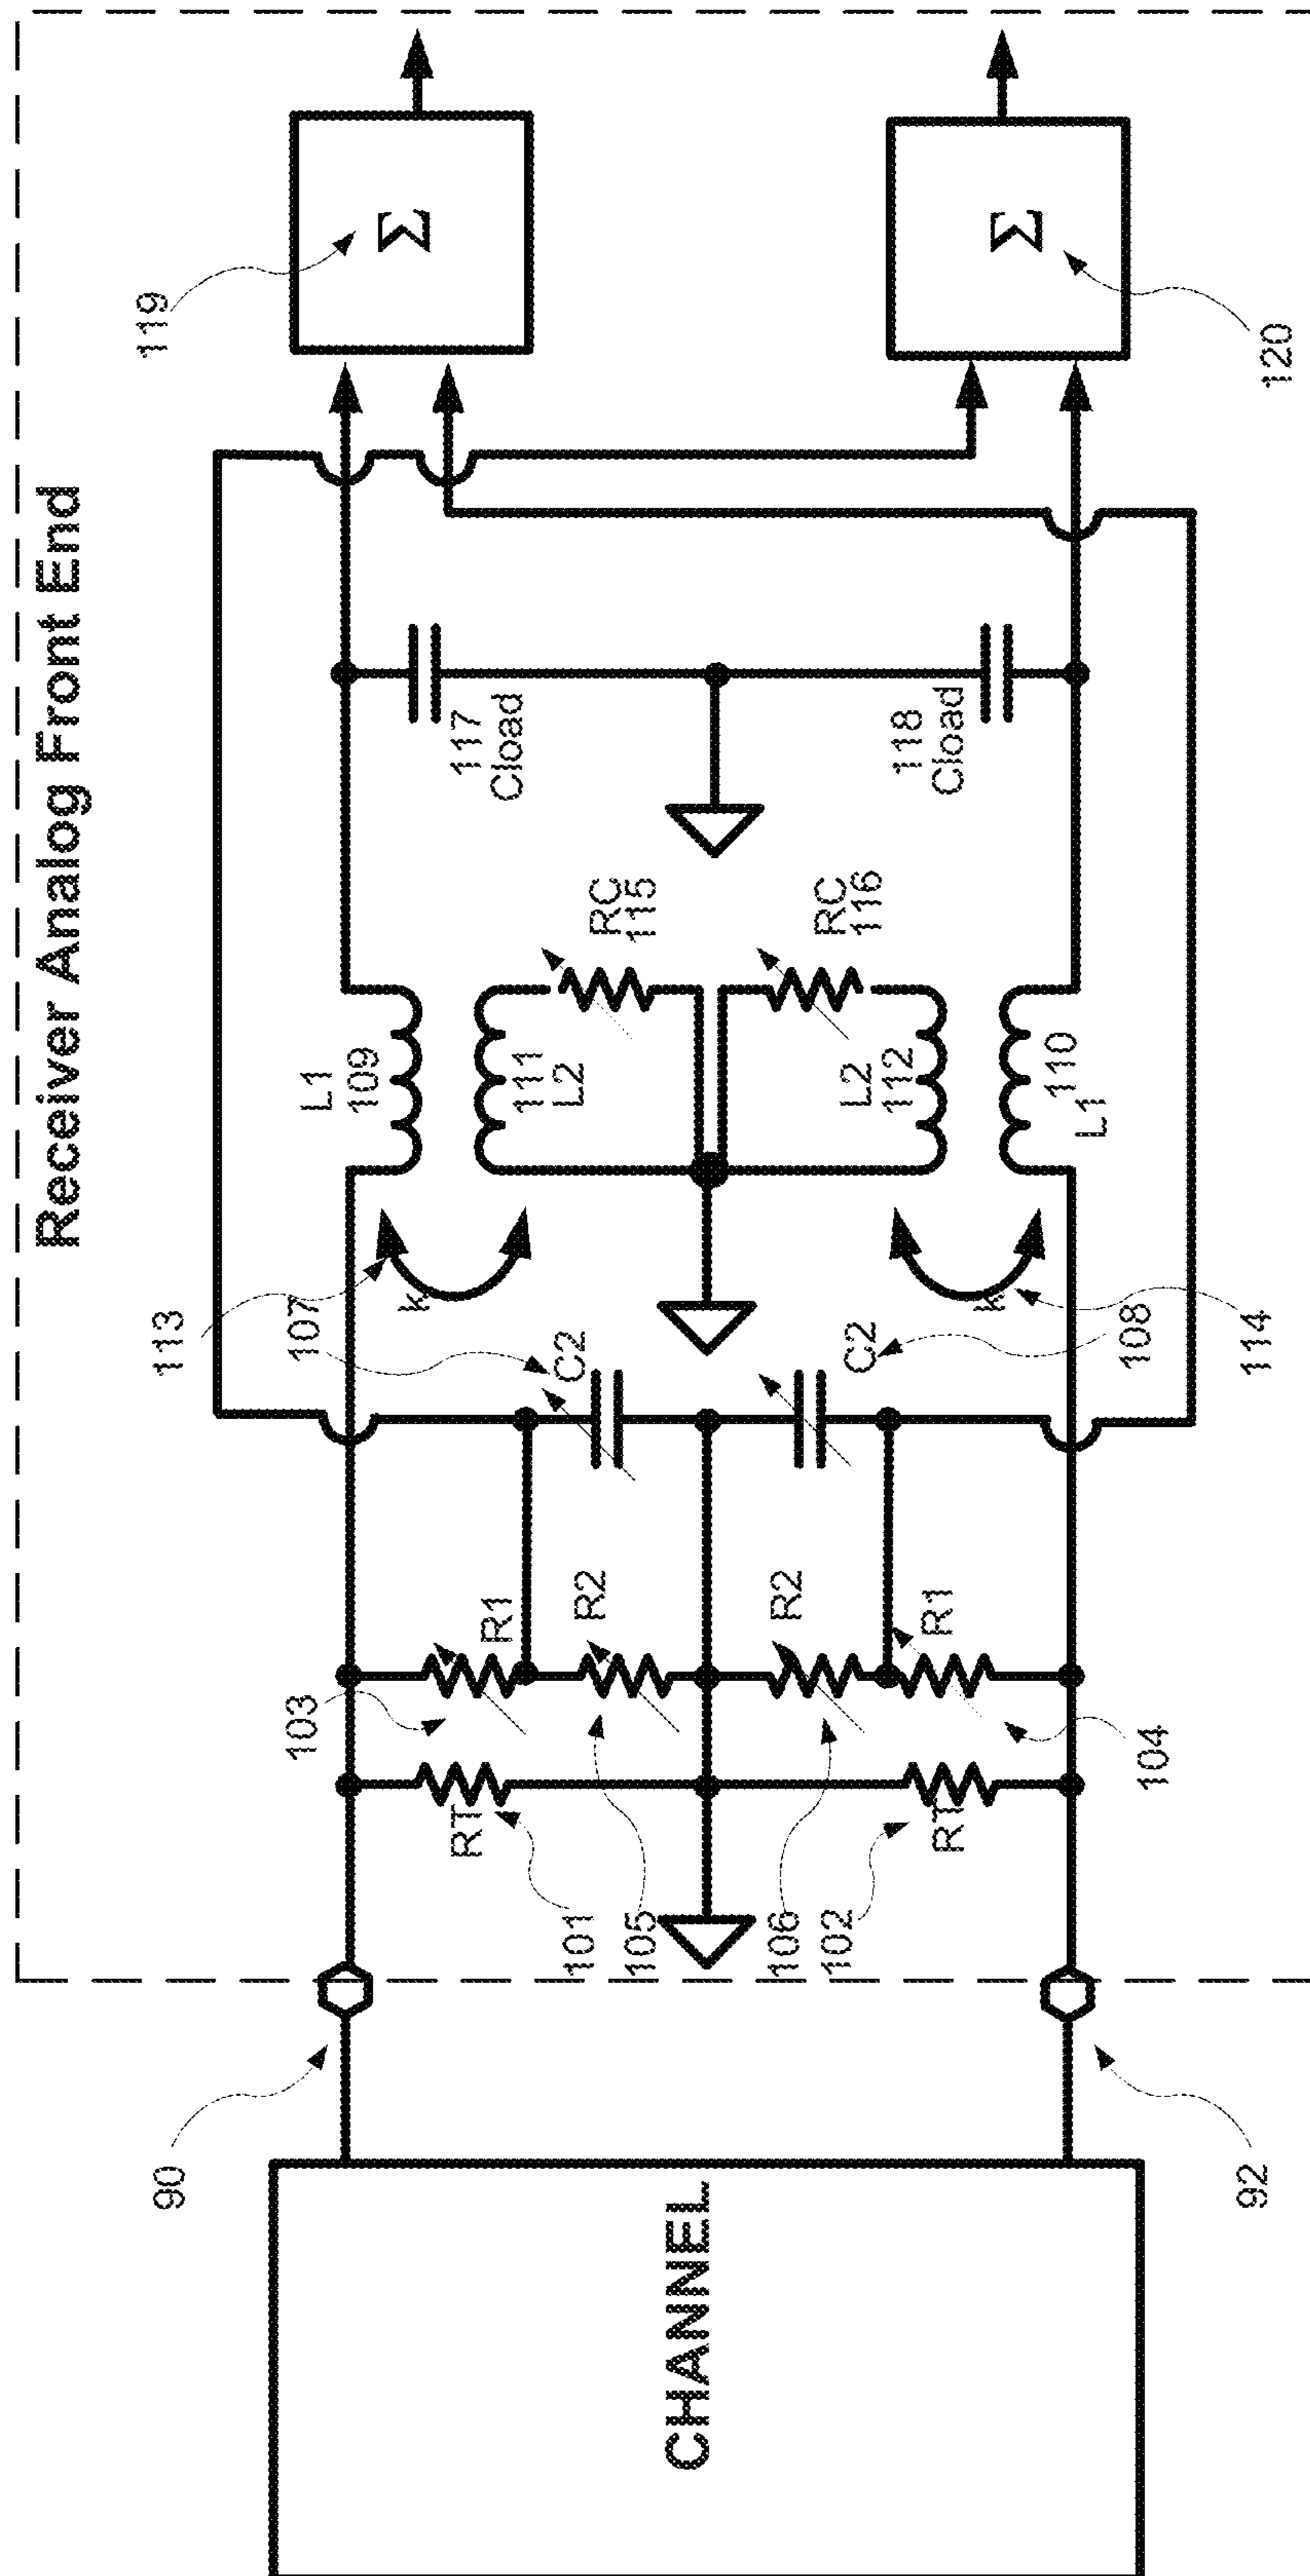 Receiver Analog Front End
CHANNEL
90
92
RT
101
RT
102
103
R1
105
R2
106
R2
104
R1
107
C2
108
C2
113
k
114
k
L1
109
111
L2
L2
112
110
L1
RC
115
RC
116
117
Cload
118
Cload
119
Σ
120
Σ